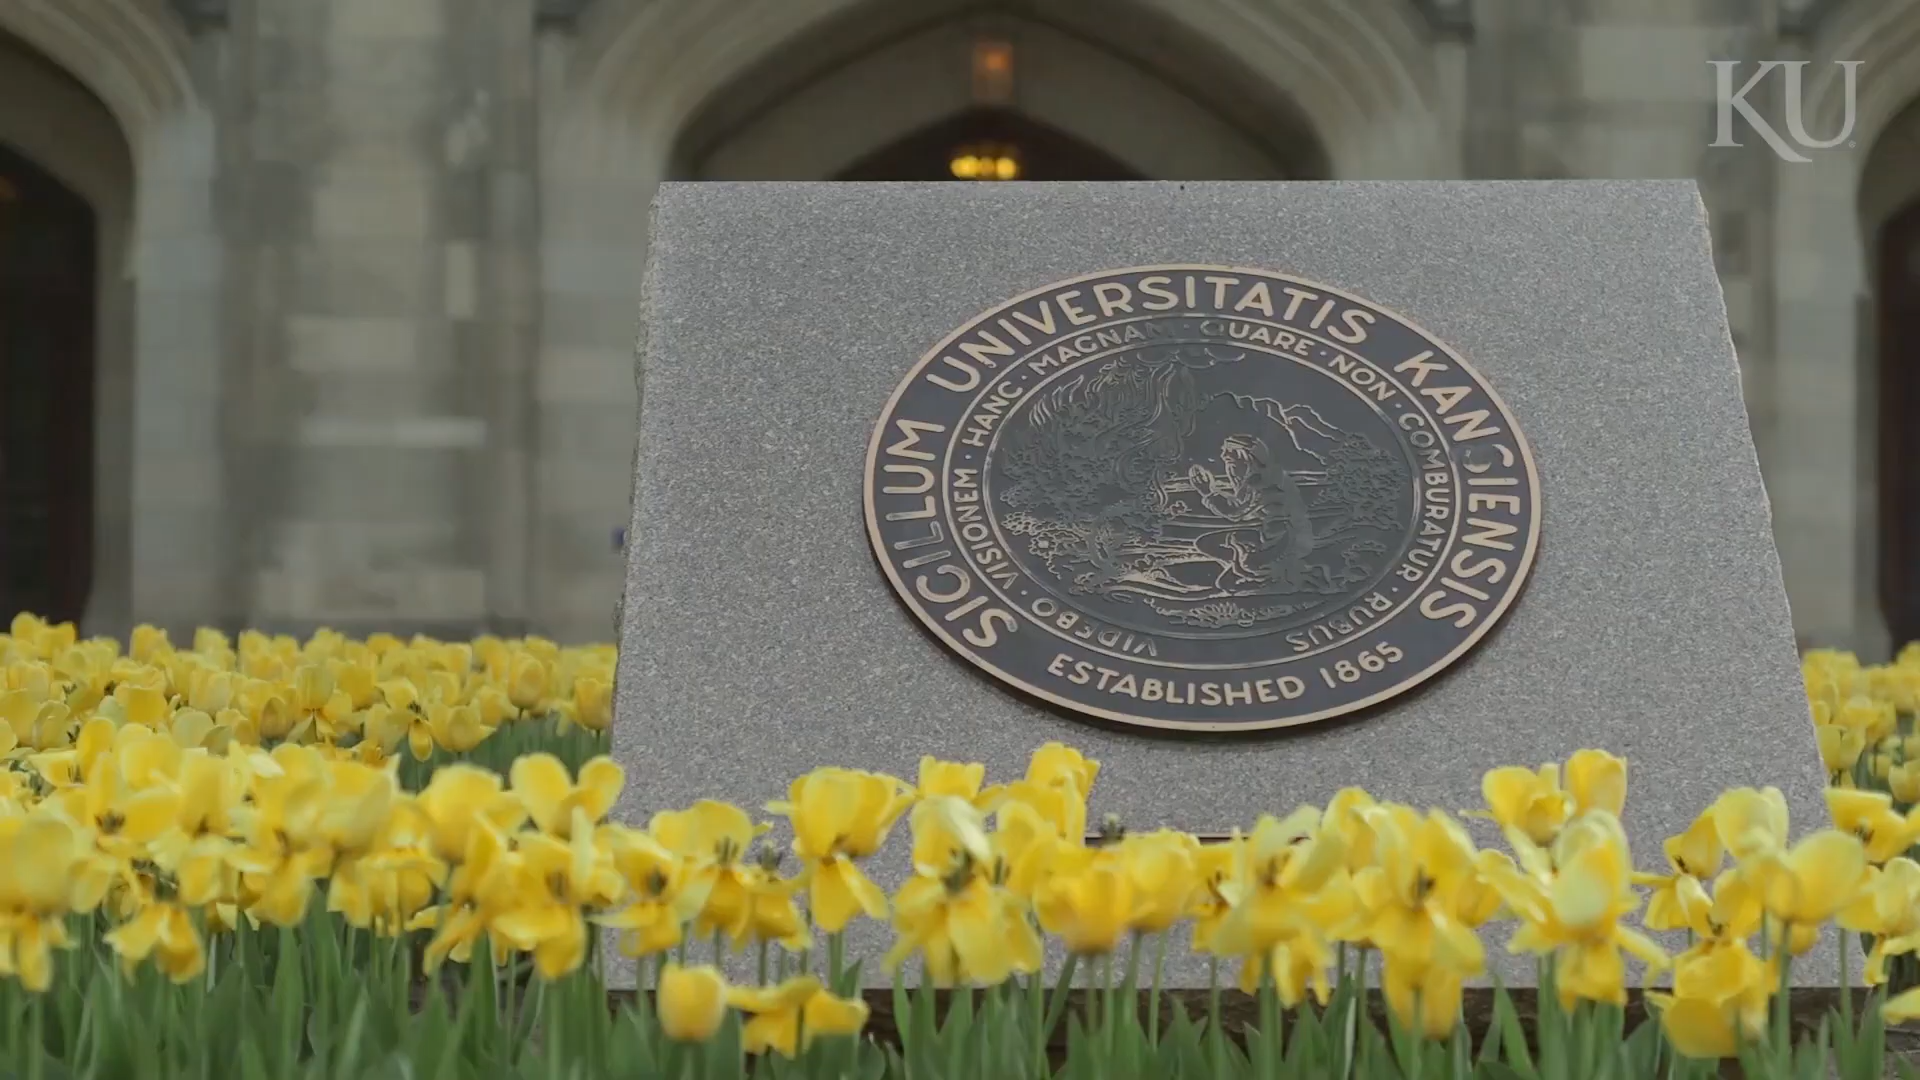 KU
SIGILLUM UNIVERSITATIS KANSIENSIS
VIDEBO · VISIONEM · HANC · MAGNAM · QUARE · NON · COMBURATUR · RUBUS
ESTABLISHED 1865